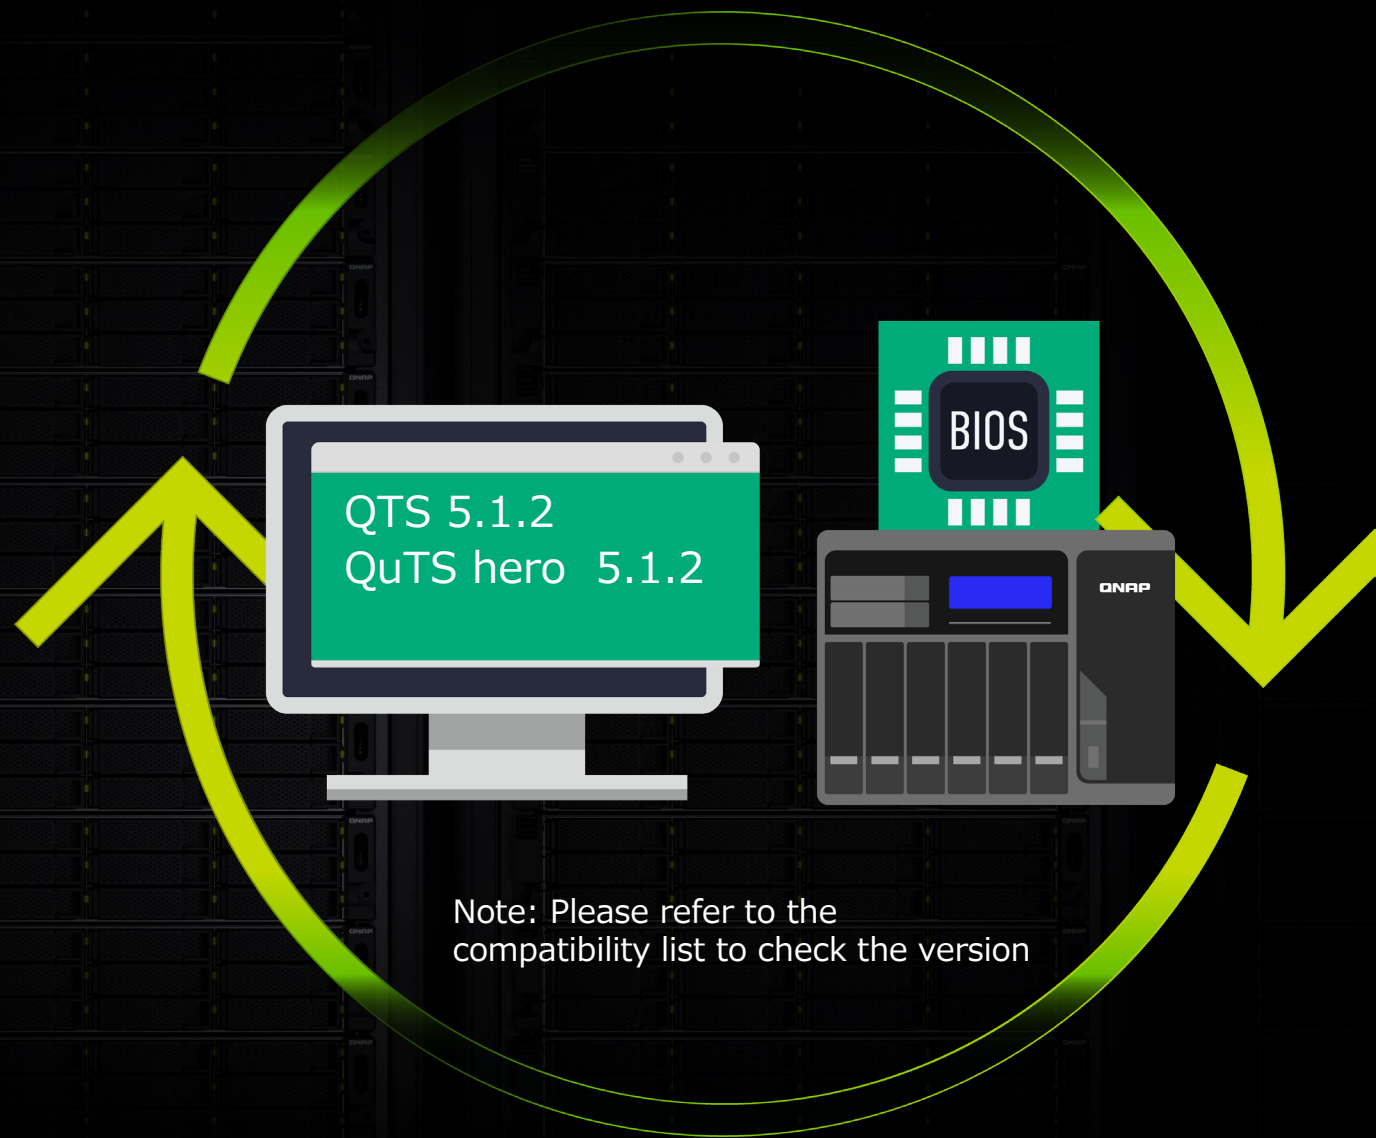 BIOS
QTS 5.1.2
QuTS hero 5.1.2
QNAP
Note: Please refer to the
compatibility list to check the version